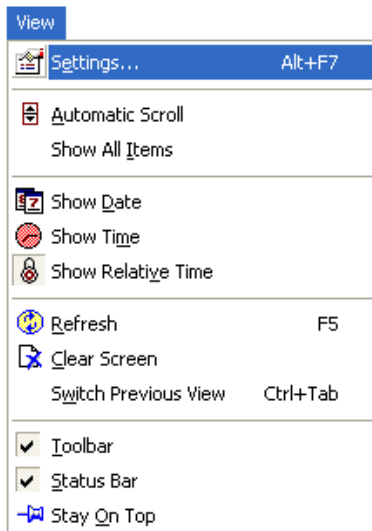 View
Settings... Alt+F7
Automatic Scroll
Show All Items
Show Date
Show Time
Show Relative Time
Refresh F5
Clear Screen
Switch Previous View Ctrl+Tab
Toolbar
Status Bar
Stay On Top